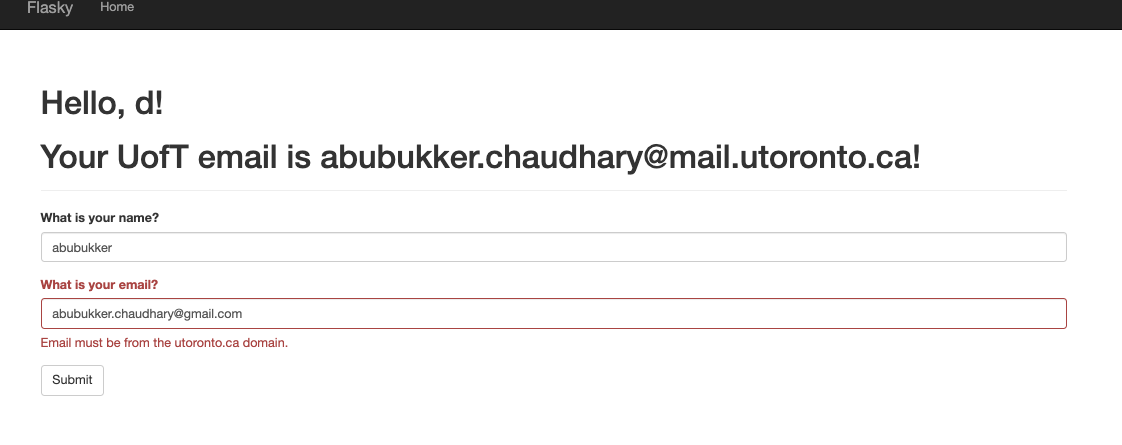 Flasky Home
Hello, d!
Your UofT email is abubukker.chaudhary@mail.utoronto.ca!
What is your name?
abubukker
What is your email?
abubukker.chaudhary@gmail.com
Email must be from the utoronto.ca domain.
Submit